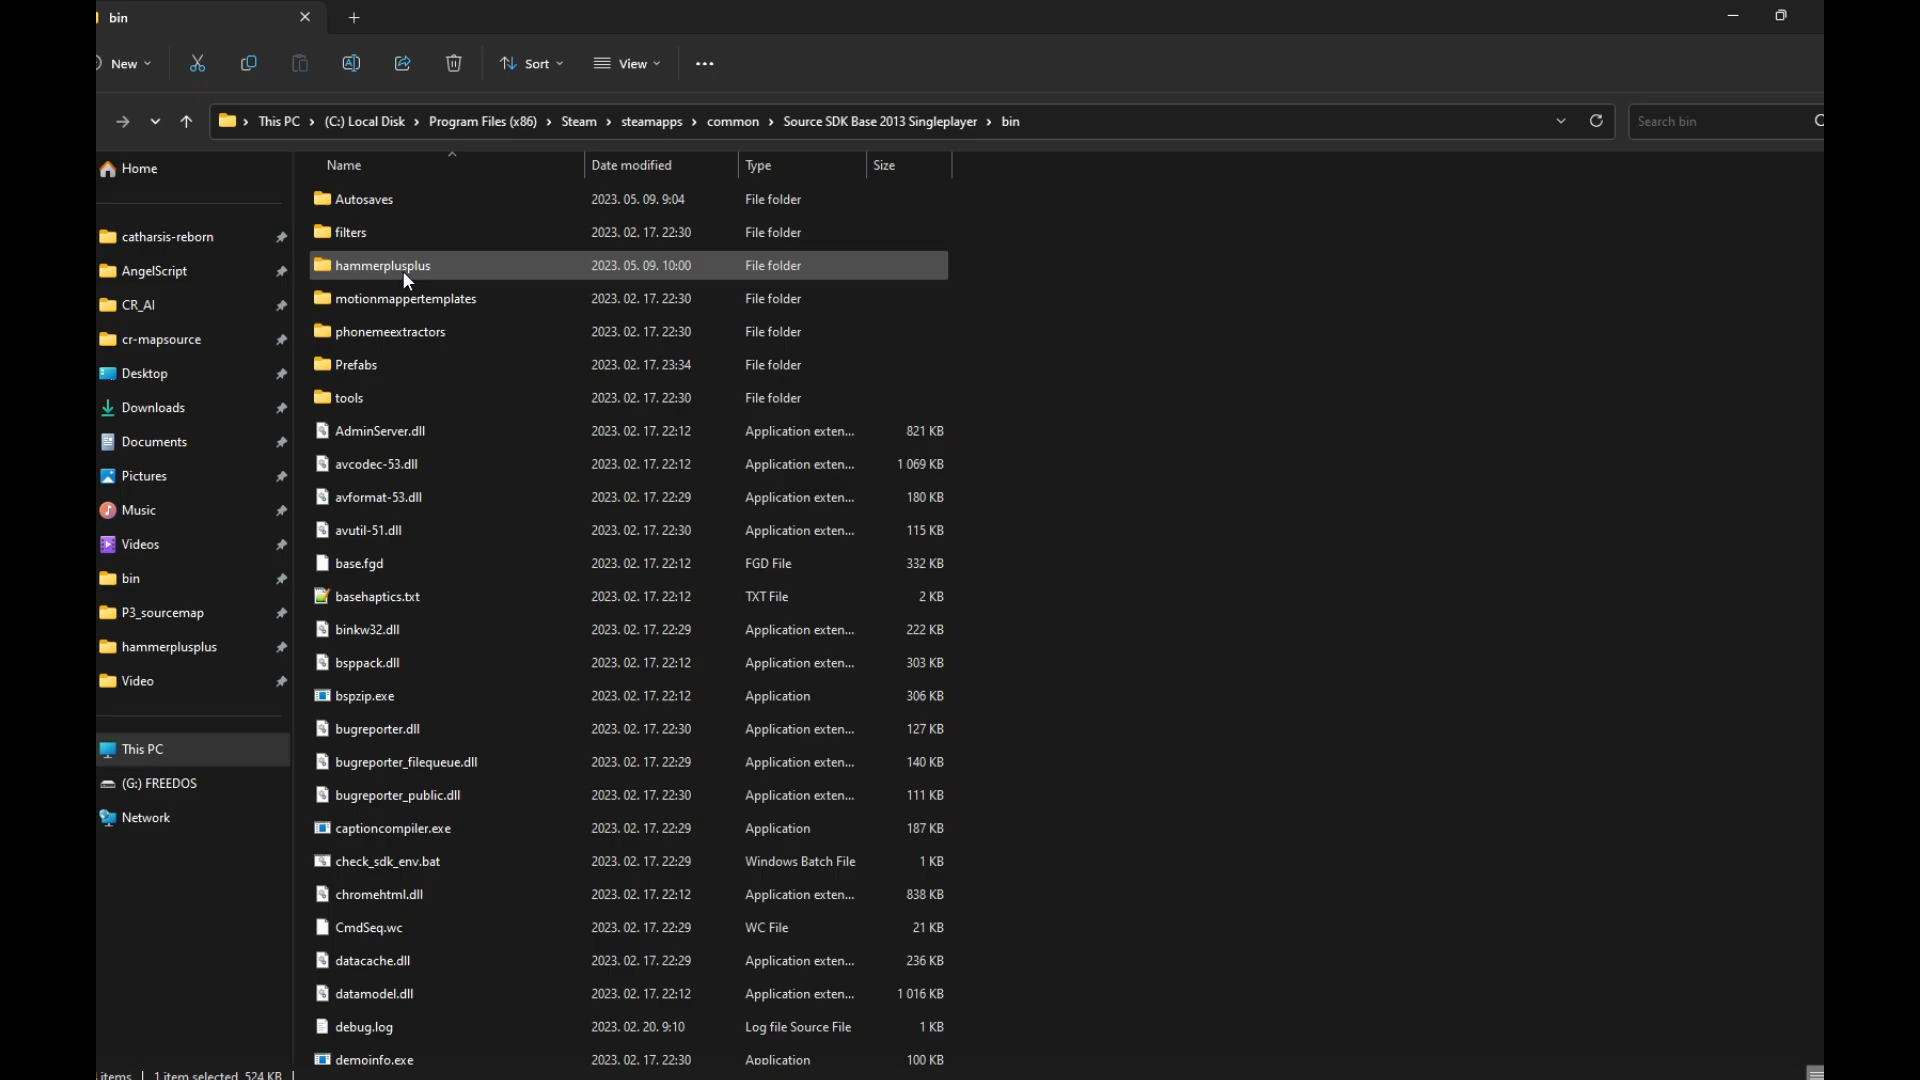 bin
New
Sort
View
This PC > (C:) Local Disk > Program Files (x86) > Steam > steamapps > common > Source SDK Base 2013 Singleplayer > bin
Search bin
Home
catharsis-reborn
AngelScript
CR_AI
cr-mapsource
Desktop
Downloads
Documents
Pictures
Music
Videos
bin
P3_sourcemap
hammerplusplus
Video
This PC
(G:) FREEDOS
Network
Name Date modified Type Size
Autosaves 2023. 05. 09. 9:04 File folder
filters 2023. 02. 17. 22:30 File folder
hammerplusplus 2023. 05. 09. 10:00 File folder
motionmappertemplates 2023. 02. 17. 22:30 File folder
phonemeextractors 2023. 02. 17. 22:30 File folder
Prefabs 2023. 02. 17. 23:34 File folder
tools 2023. 02. 17. 22:30 File folder
AdminServer.dll 2023. 02. 17. 22:12 Application exten... 821 KB
avcodec-53.dll 2023. 02. 17. 22:12 Application exten... 1 069 KB
avformat-53.dll 2023. 02. 17. 22:29 Application exten... 180 KB
avutil-51.dll 2023. 02. 17. 22:30 Application exten... 115 KB
base.fgd 2023. 02. 17. 22:12 FGD File 332 KB
basehaptics.txt 2023. 02. 17. 22:12 TXT File 2 KB
binkw32.dll 2023. 02. 17. 22:29 Application exten... 222 KB
bsppack.dll 2023. 02. 17. 22:12 Application exten... 303 KB
bspzip.exe 2023. 02. 17. 22:12 Application 306 KB
bugreporter.dll 2023. 02. 17. 22:30 Application exten... 127 KB
bugreporter_filequeue.dll 2023. 02. 17. 22:29 Application exten... 140 KB
bugreporter_public.dll 2023. 02. 17. 22:30 Application exten... 111 KB
captioncompiler.exe 2023. 02. 17. 22:29 Application 187 KB
check_sdk_env.bat 2023. 02. 17. 22:29 Windows Batch File 1 KB
chromehtml.dll 2023. 02. 17. 22:12 Application exten... 838 KB
CmdSeq.wc 2023. 02. 17. 22:29 WC File 21 KB
datacache.dll 2023. 02. 17. 22:29 Application exten... 236 KB
datamodel.dll 2023. 02. 17. 22:12 Application exten... 1 016 KB
debug.log 2023. 02. 20. 9:10 Log file Source File 1 KB
demoinfo.exe 2023. 02. 17. 22:30 Application 100 KB
items 1 item selected 524 KB